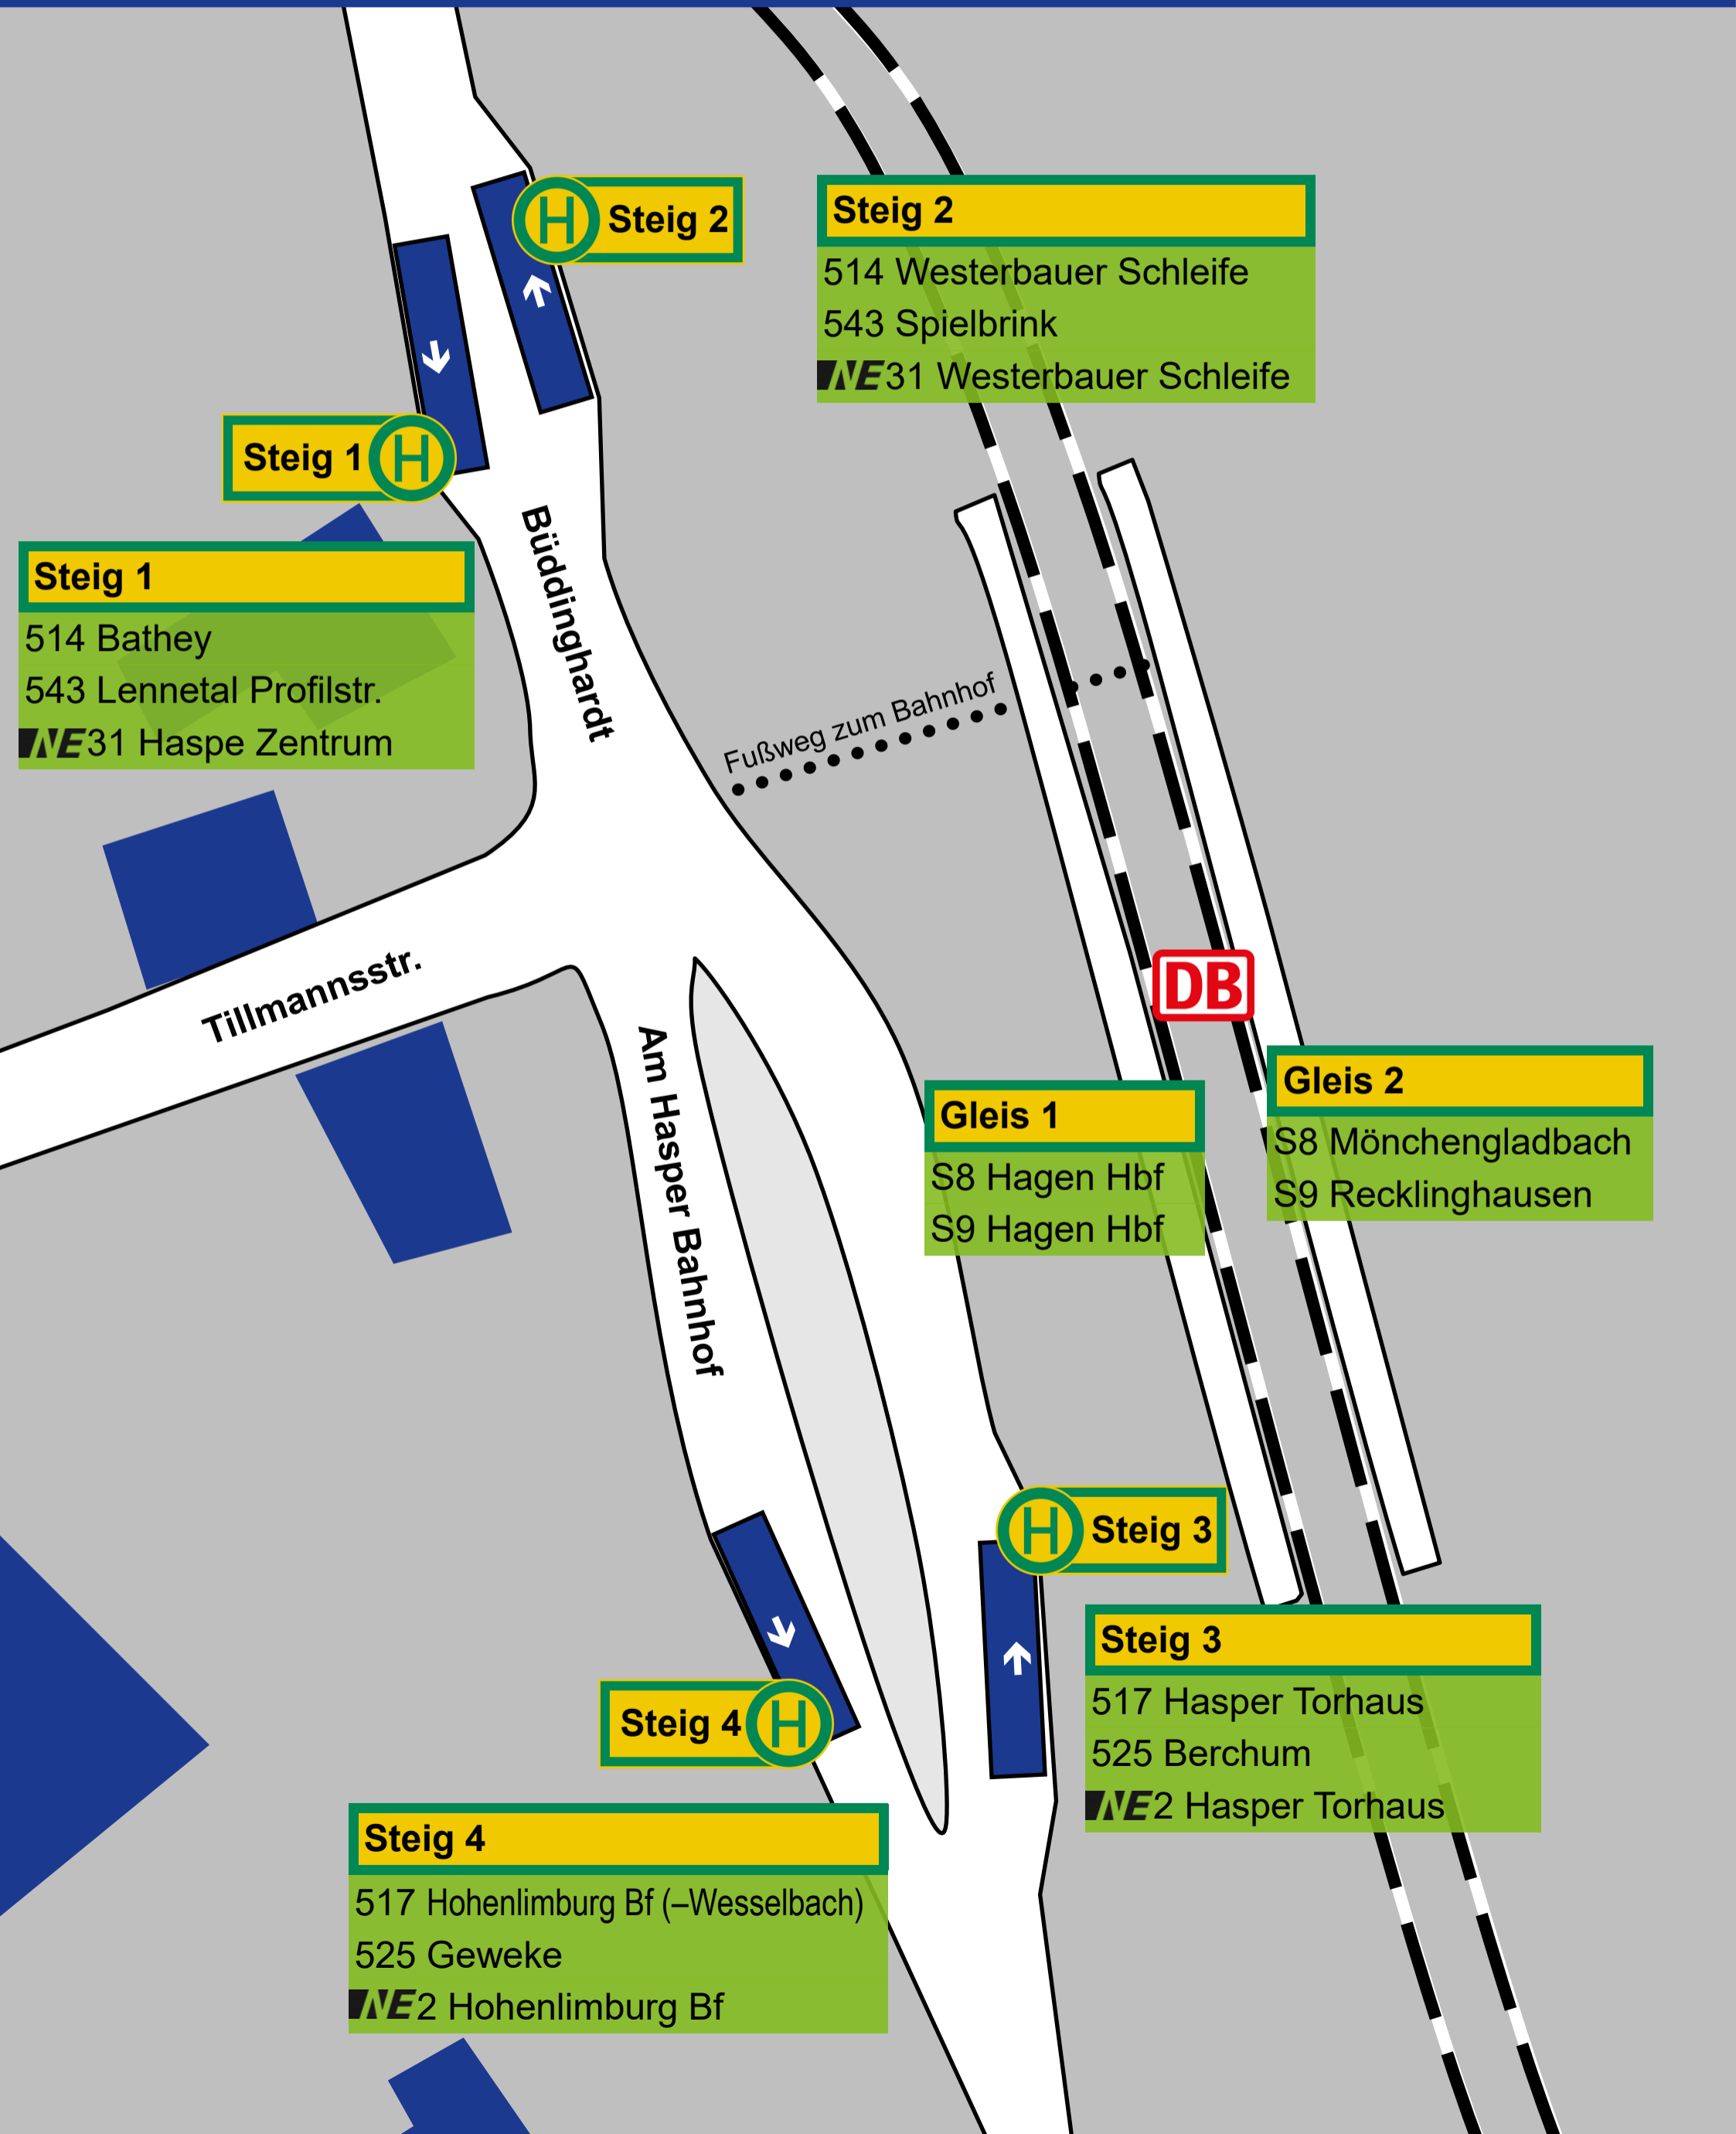 H Steig 2
Steig 2
514 Westerbauer Schleife
543 Spielbrink
NE31 Westerbauer Schleife
Steig 1 H
Steig 1
514 Bathey
543 Lennetal Profilstr.
NE31 Haspe Zentrum
Büddinghardt
Fußweg zum Bahnhof
Tillmannsstr.
Am Hasper Bahnhof
DB
Gleis 1
S8 Hagen Hbf
S9 Hagen Hbf
Gleis 2
S8 Mönchengladbach
S9 Recklinghausen
H Steig 3
Steig 3
517 Hasper Torhaus
525 Berchum
NE2 Hasper Torhaus
Steig 4 H
Steig 4
517 Hohenlimburg Bf (–Wesselbach)
525 Geweke
NE2 Hohenlimburg Bf